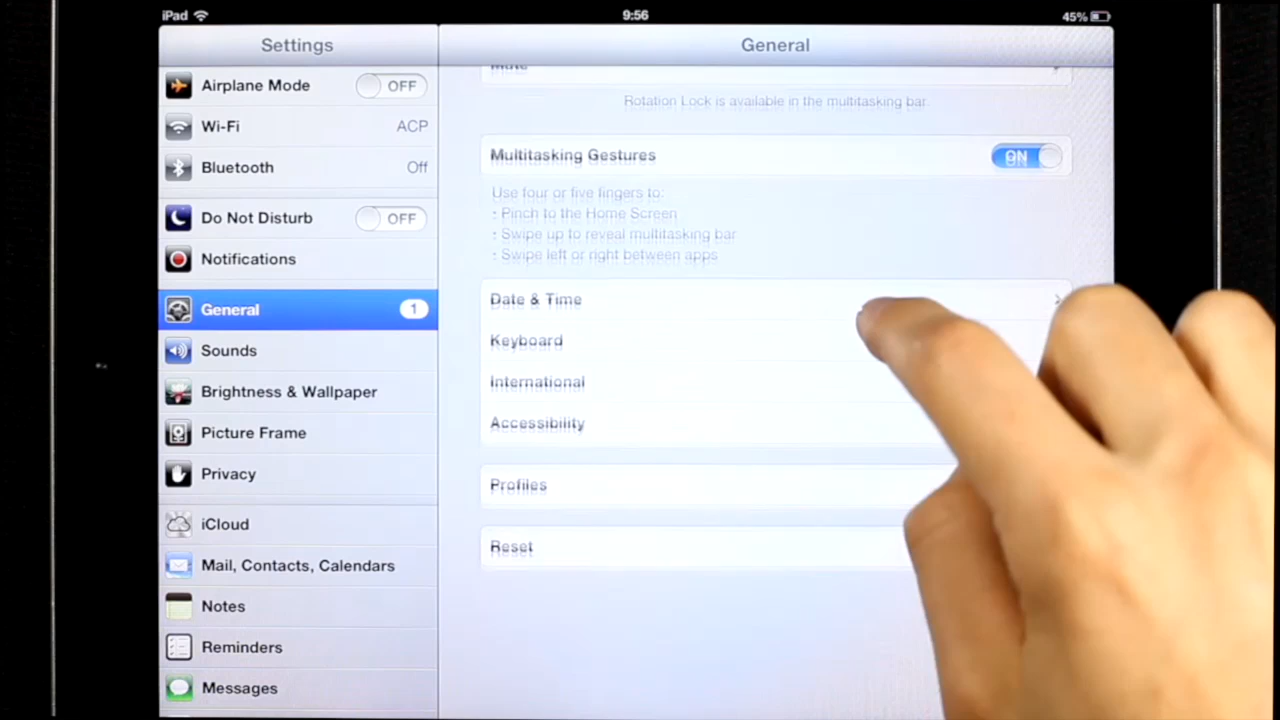 iPad 9:56 45%
Settings
Airplane Mode OFF
Wi-Fi ACP
Bluetooth Off
Do Not Disturb OFF
Notifications
General 1
Sounds
Brightness & Wallpaper
Picture Frame
Privacy
iCloud
Mail, Contacts, Calendars
Notes
Reminders
Messages
General
Mute
Rotation Lock is available in the multitasking bar.
Multitasking Gestures ON
Use four or five fingers to:
• Pinch to the Home Screen
• Swipe up to reveal multitasking bar
• Swipe left or right between apps
Date & Time
Keyboard
International
Accessibility
Profiles
Reset